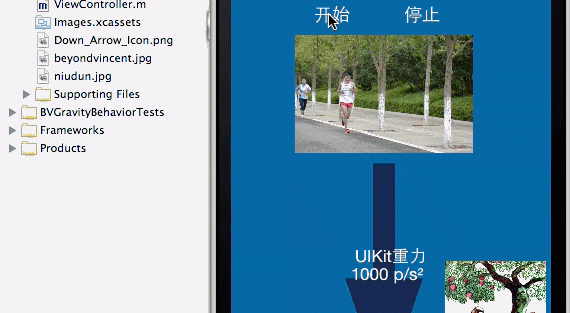 ViewController.m
Images.xcassets
Down_Arrow_Icon.png
beyondvincent.jpg
niudun.jpg
Supporting Files
BVGravityBehaviorTests
Frameworks
Products
开始
停止
UIKit重力
1000 p/s²